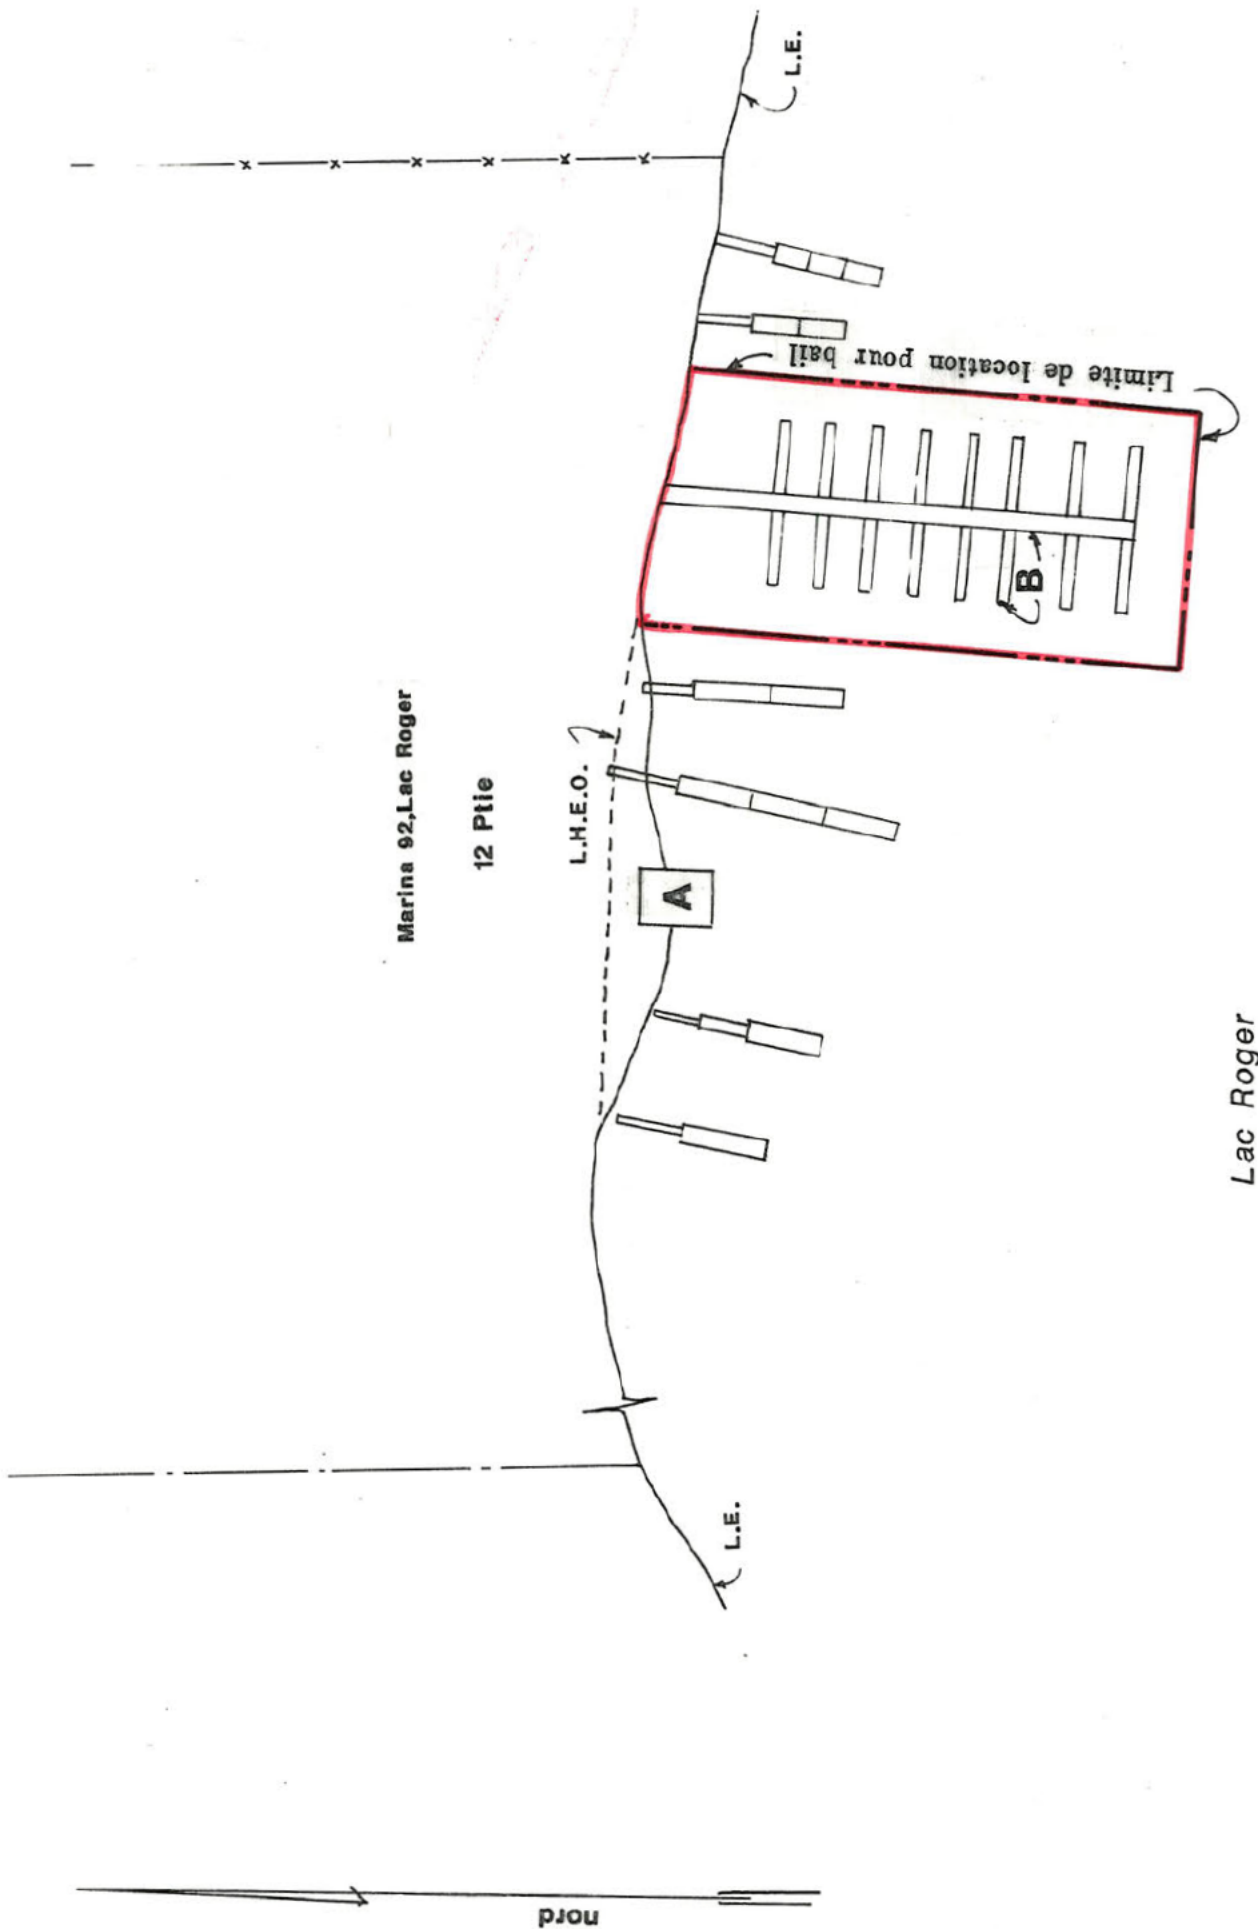 Marina 92,Lac Roger
12 Ptie
L.H.E.O.
L.E.
L.E.
A
B
Limite de location pour bail
Lac Roger
nord